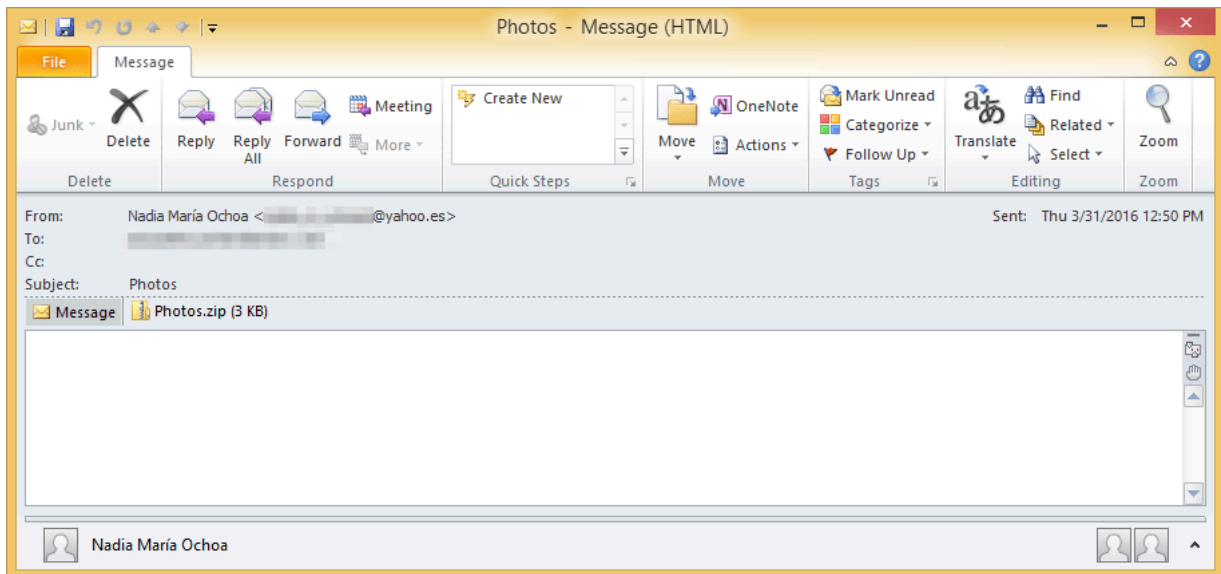 Photos - Message (HTML)
File Message
Junk Delete Reply Reply All Forward Meeting More Create New Move OneNote Actions Mark Unread Categorize Follow Up Translate Find Related Select Zoom
Delete Respond Quick Steps Move Tags Editing Zoom
From: Nadia María Ochoa < @yahoo.es> Sent: Thu 3/31/2016 12:50 PM
To:
Cc:
Subject: Photos
Message Photos.zip (3 KB)
Nadia María Ochoa